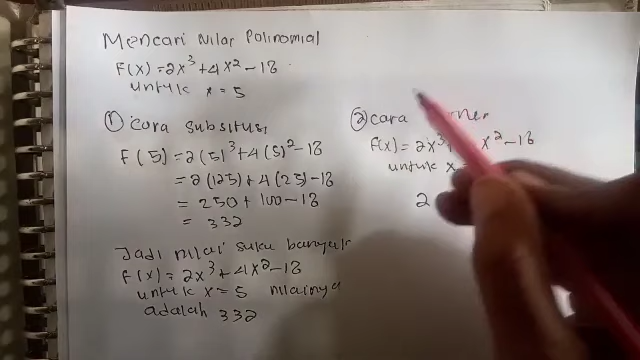 Mencari Nilai Polinomial
F(x) = 2x³ + 4x² - 18
untuk x = 5
① Cara subsitusi
F(5) = 2(5)³ + 4(5)² - 18
= 2(125) + 4(25) - 18
= 250 + 100 - 18
= 332
Jadi nilai suku banyak
F(x) = 2x³ + 4x² - 18
untuk x = 5 nilainya
adalah 332
② Cara
F(x) = 2x³ + x² - 18
untuk x
2